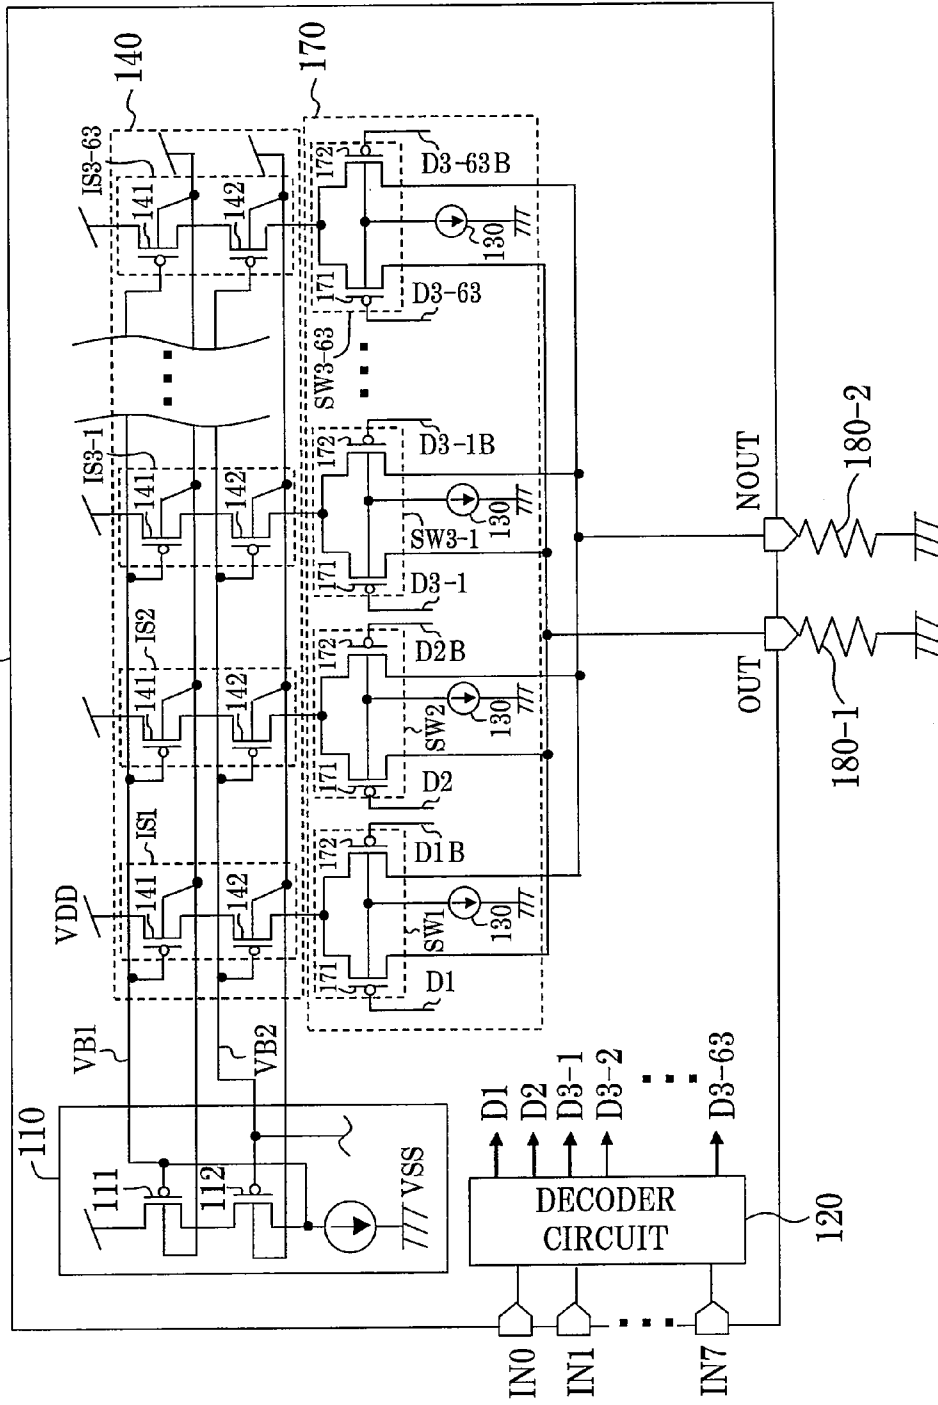 110
111
112
VSS
VB1
VB2
VDD
140
IS1
141
142
IS2
141
142
IS3-1
141
142
IS3-63
141
142
170
171
172
SW1
130
D1
D1B
171
172
SW2
130
D2
D2B
171
172
SW3-1
130
D3-1
D3-1B
SW3-63
171
172
130
D3-63
D3-63B
IN0
IN1
IN7
DECODER
CIRCUIT
120
D1
D2
D3-1
D3-2
D3-63
OUT
NOUT
180-1
180-2